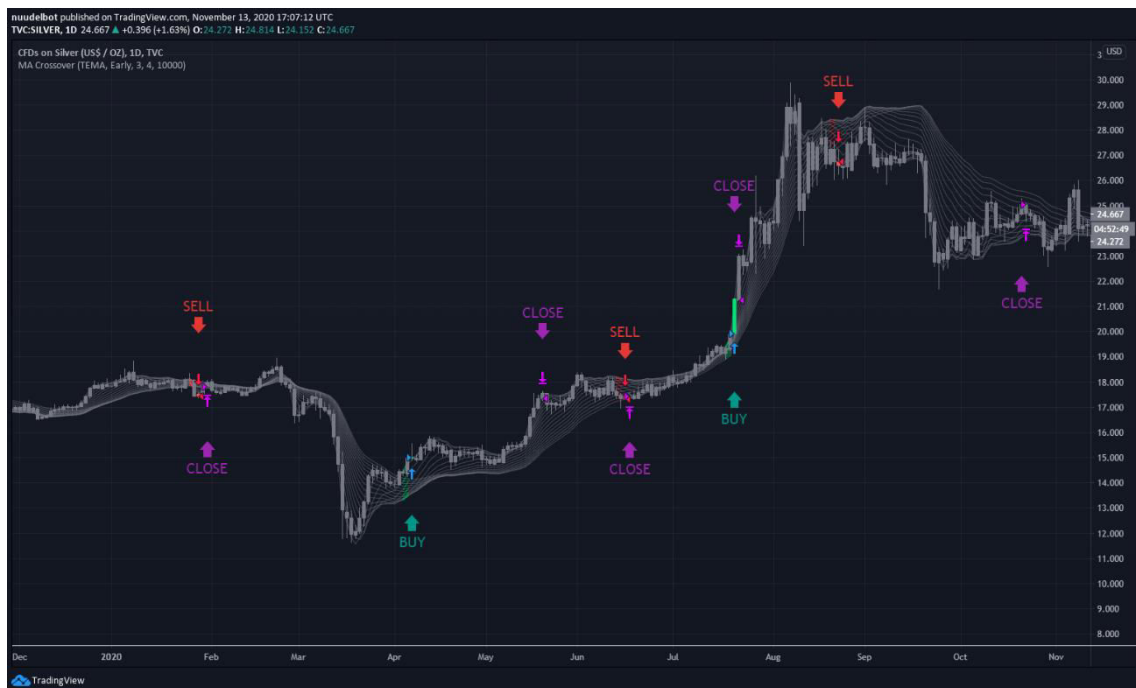 nuudelbot published on TradingView.com, November 13, 2020 17:07:12 UTC
TVC:SILVER, 1D 24.667 ▲ +0.396 (+1.63%) O:24.272 H:24.814 L:24.152 C:24.667
CFDs on Silver (US$ / OZ), 1D, TVC
MA Crossover (TEMA, Early, 3, 4, 10000)
USD
30.000
SELL
29.000
28.000
27.000
CLOSE
26.000
25.000
24.667
04:52:49
24.272
23.000
22.000
CLOSE
21.000
SELL
CLOSE
SELL
20.000
19.000
18.000
17.000
BUY
16.000
CLOSE
CLOSE
15.000
14.000
13.000
BUY
12.000
11.000
10.000
9.000
8.000
Dec 2020 Feb Mar Apr May Jun Jul Aug Sep Oct Nov
TradingView